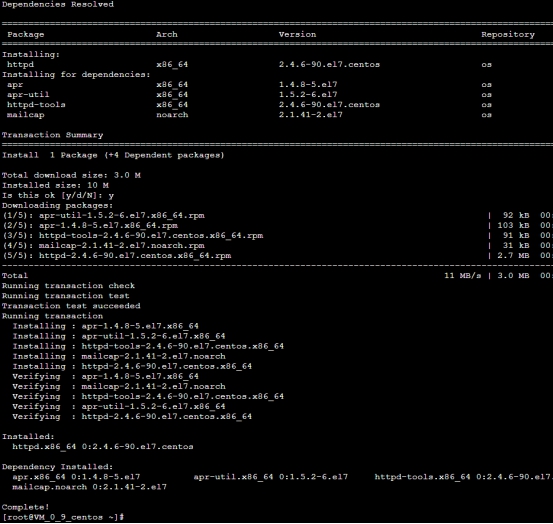 Dependencies Resolved
================================================================================
Package Arch Version Repository
================================================================================
Installing:
httpd x86_64 2.4.6-90.el7.centos os
Installing for dependencies:
apr x86_64 1.4.8-5.el7 os
apr-util x86_64 1.5.2-6.el7 os
httpd-tools x86_64 2.4.6-90.el7.centos os
mailcap noarch 2.1.41-2.el7 os
Transaction Summary
================================================================================
Install 1 Package (+4 Dependent packages)
Total download size: 3.0 M
Installed size: 10 M
Is this ok [y/d/N]: y
Downloading packages:
(1/5): apr-util-1.5.2-6.el7.x86_64.rpm | 92 kB 00:
(2/5): apr-1.4.8-5.el7.x86_64.rpm | 103 kB 00:
(3/5): httpd-tools-2.4.6-90.el7.centos.x86_64.rpm | 91 kB 00:
(4/5): mailcap-2.1.41-2.el7.noarch.rpm | 31 kB 00:
(5/5): httpd-2.4.6-90.el7.centos.x86_64.rpm | 2.7 MB 00:
--------------------------------------------------------------------------------
Total 11 MB/s | 3.0 MB 00:
Running transaction check
Running transaction test
Transaction test succeeded
Running transaction
Installing : apr-1.4.8-5.el7.x86_64
Installing : apr-util-1.5.2-6.el7.x86_64
Installing : httpd-tools-2.4.6-90.el7.centos.x86_64
Installing : mailcap-2.1.41-2.el7.noarch
Installing : httpd-2.4.6-90.el7.centos.x86_64
Verifying : apr-1.4.8-5.el7.x86_64
Verifying : mailcap-2.1.41-2.el7.noarch
Verifying : httpd-tools-2.4.6-90.el7.centos.x86_64
Verifying : apr-util-1.5.2-6.el7.x86_64
Verifying : httpd-2.4.6-90.el7.centos.x86_64
Installed:
httpd.x86_64 0:2.4.6-90.el7.centos
Dependency Installed:
apr.x86_64 0:1.4.8-5.el7 apr-util.x86_64 0:1.5.2-6.el7 httpd-tools.x86_64 0:2.4.6-90.el7.
mailcap.noarch 0:2.1.41-2.el7
Complete!
[root@VM_0_9_centos ~]#